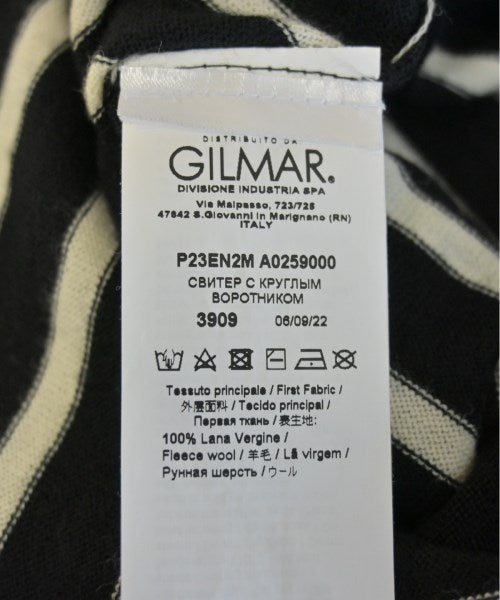 DISTRIBUITO DA:
GILMAR®
DIVISIONE INDUSTRIA SPA
Via Malpasso, 723/725
47842 S.Giovanni in Marignano (RN)
ITALY
P23EN2M A0259000
СВИТЕР С КРУГЛЫМ
ВОРОТНИКОМ
3909 06/09/22
Tessuto principale / First Fabric /
外层面料 / Tecido principal /
Первая ткань / 表生地:
100% Lana Vergine /
Fleece wool / 羊毛 / Lã virgem /
Рунная шерсть / ウール